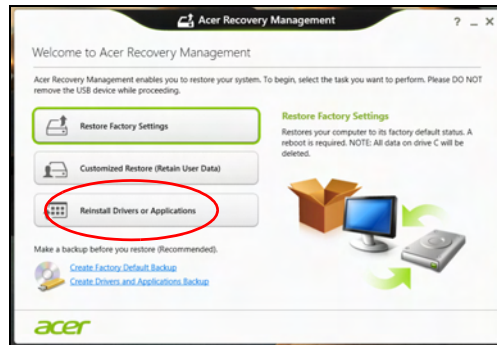 Acer Recovery Management
Welcome to Acer Recovery Management
Acer Recovery Management enables you to restore your system. To begin, select the task you want to perform. Please DO NOT
remove the USB device while proceeding.
Restore Factory Settings
Customized Restore (Retain User Data)
Reinstall Drivers or Applications
Restore Factory Settings
Restores your computer to its factory default status. A
reboot is required. NOTE: All data on drive C will be
deleted.
Make a backup before you restore (Recommended).
Create Factory Default Backup
Create Drivers and Applications Backup
acer